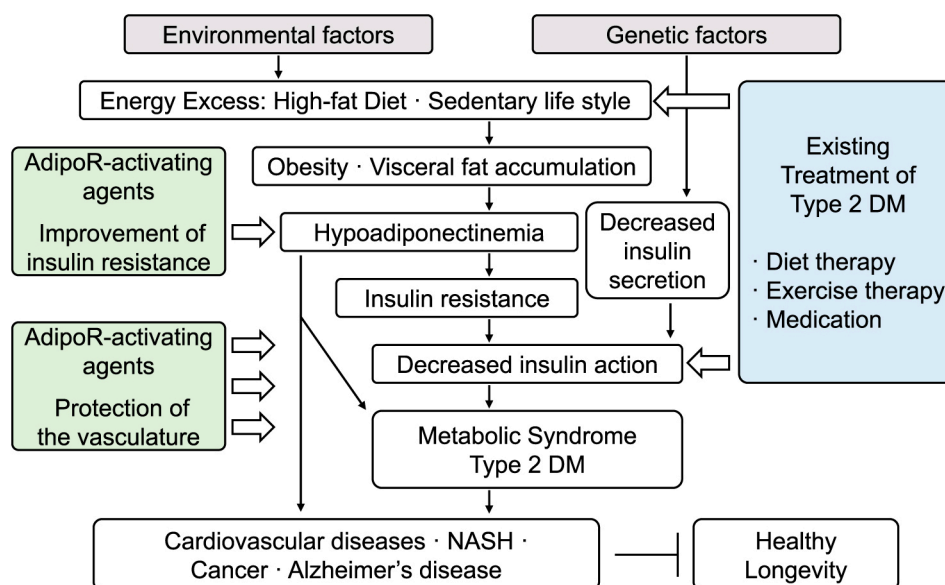 Environmental factors
Genetic factors
Energy Excess: High-fat Diet · Sedentary life style
Obesity · Visceral fat accumulation
AdipoR-activating
agents
Improvement of
insulin resistance
Hypoadiponectinemia
Decreased
insulin
secretion
Existing
Treatment of
Type 2 DM
· Diet therapy
· Exercise therapy
· Medication
Insulin resistance
AdipoR-activating
agents
Protection of
the vasculature
Decreased insulin action
Metabolic Syndrome
Type 2 DM
Cardiovascular diseases · NASH ·
Cancer · Alzheimer's disease
Healthy
Longevity